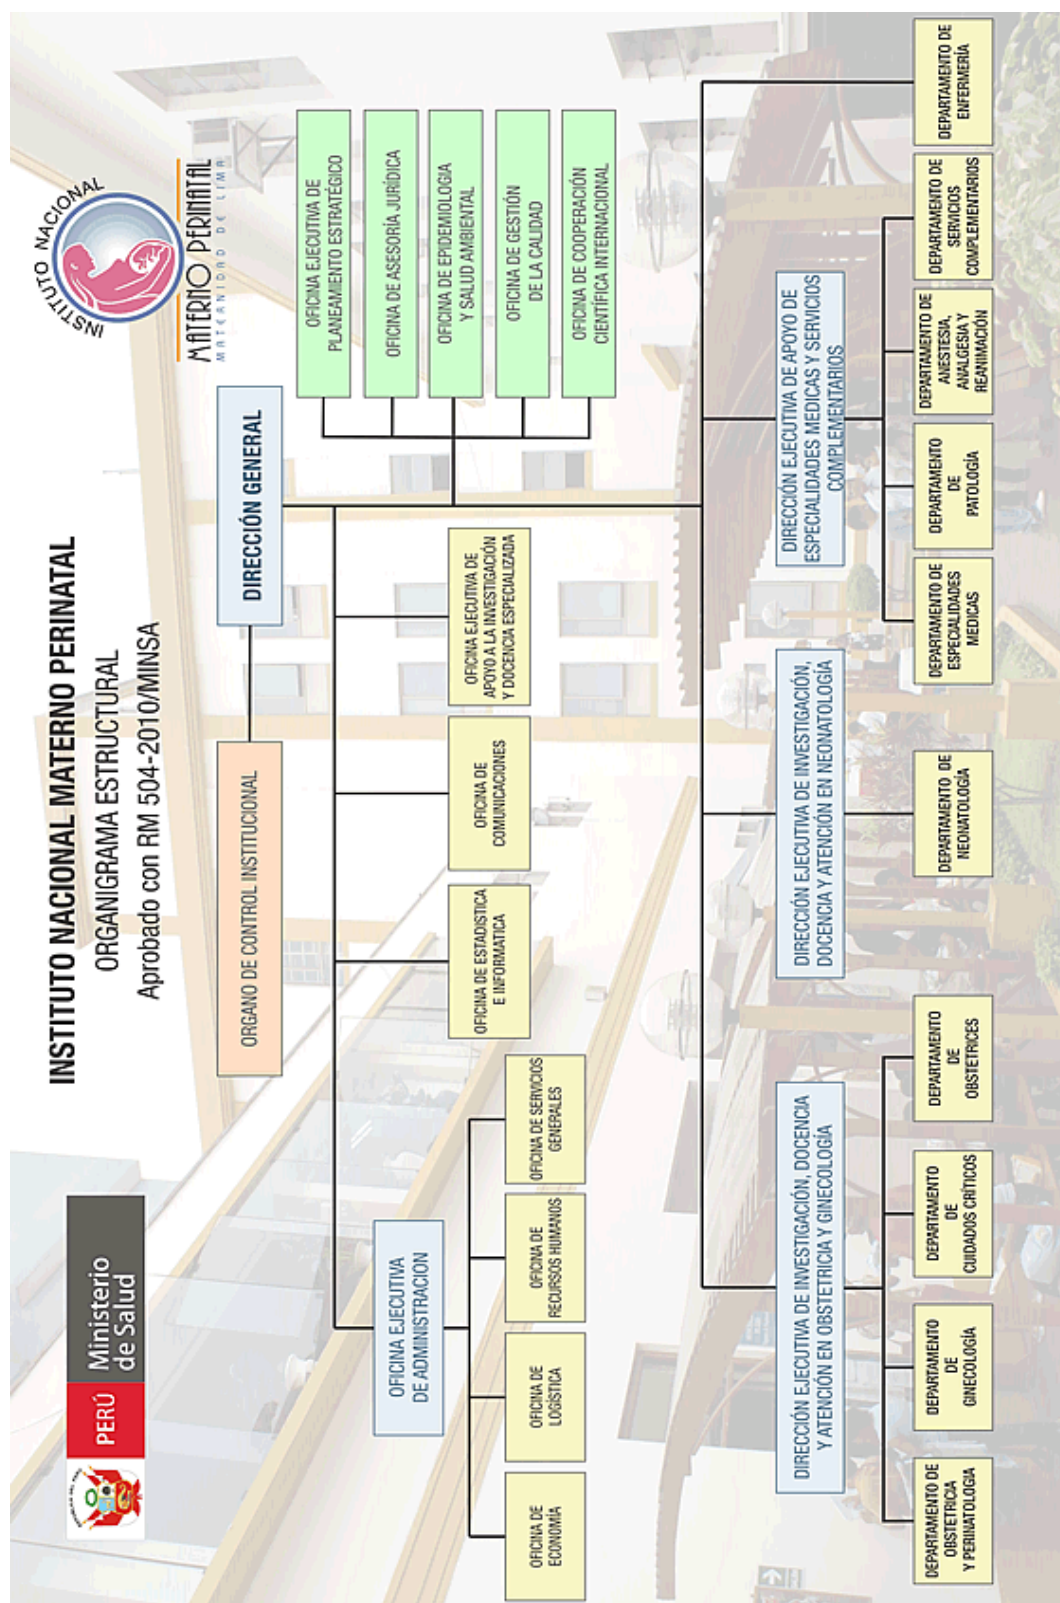 PERÚ
Ministerio
de Salud
INSTITUTO NACIONAL MATERNO PERINATAL
ORGANIGRAMA ESTRUCTURAL
Aprobado con RM 504-2010/MINSA
INSTITUTO NACIONAL
MATERNO PERINATAL
MATERNIDAD DE LIMA
DIRECCIÓN GENERAL
ORGANO DE CONTROL INSTITUCIONAL
OFICINA EJECUTIVA DE
PLANEAMIENTO ESTRATÉGICO
OFICINA DE ASESORÍA JURÍDICA
OFICINA DE EPIDEMIOLOGIA
Y SALUD AMBIENTAL
OFICINA DE GESTIÓN
DE LA CALIDAD
OFICINA DE COOPERACIÓN
CIENTÍFICA INTERNACIONAL
OFICINA EJECUTIVA
DE ADMINISTRACION
OFICINA DE ESTADISTICA
E INFORMATICA
OFICINA DE
COMUNICACIONES
OFICINA EJECUTIVA DE
APOYO A LA INVESTIGACIÓN
Y DOCENCIA ESPECIALIZADA
OFICINA DE
ECONOMÍA
OFICINA DE
LOGÍSTICA
OFICINA DE
RECURSOS HUMANOS
OFICINA DE SERVICIOS
GENERALES
DIRECCIÓN EJECUTIVA DE INVESTIGACIÓN, DOCENCIA
Y ATENCIÓN EN OBSTETRICIA Y GINECOLOGÍA
DIRECCIÓN EJECUTIVA DE INVESTIGACIÓN,
DOCENCIA Y ATENCIÓN EN NEONATOLOGÍA
DIRECCIÓN EJECUTIVA DE APOYO DE
ESPECIALIDADES MEDICAS Y SERVICIOS
COMPLEMENTARIOS
DEPARTAMENTO DE
OBSTETRICIA
Y PERINATOLOGIA
DEPARTAMENTO
DE
GINECOLOGÍA
DEPARTAMENTO
DE
CUIDADOS CRÍTICOS
DEPARTAMENTO
DE
OBSTETRICES
DEPARTAMENTO DE
NEONATOLOGÍA
DEPARTAMENTO DE
ESPECIALIDADES
MEDICAS
DEPARTAMENTO
DE
PATOLOGÍA
DEPARTAMENTO DE
ANESTESIA,
ANALGESIA Y
REANIMACIÓN
DEPARTAMENTO DE
SERVICIOS
COMPLEMENTARIOS
DEPARTAMENTO DE
ENFERMERÍA